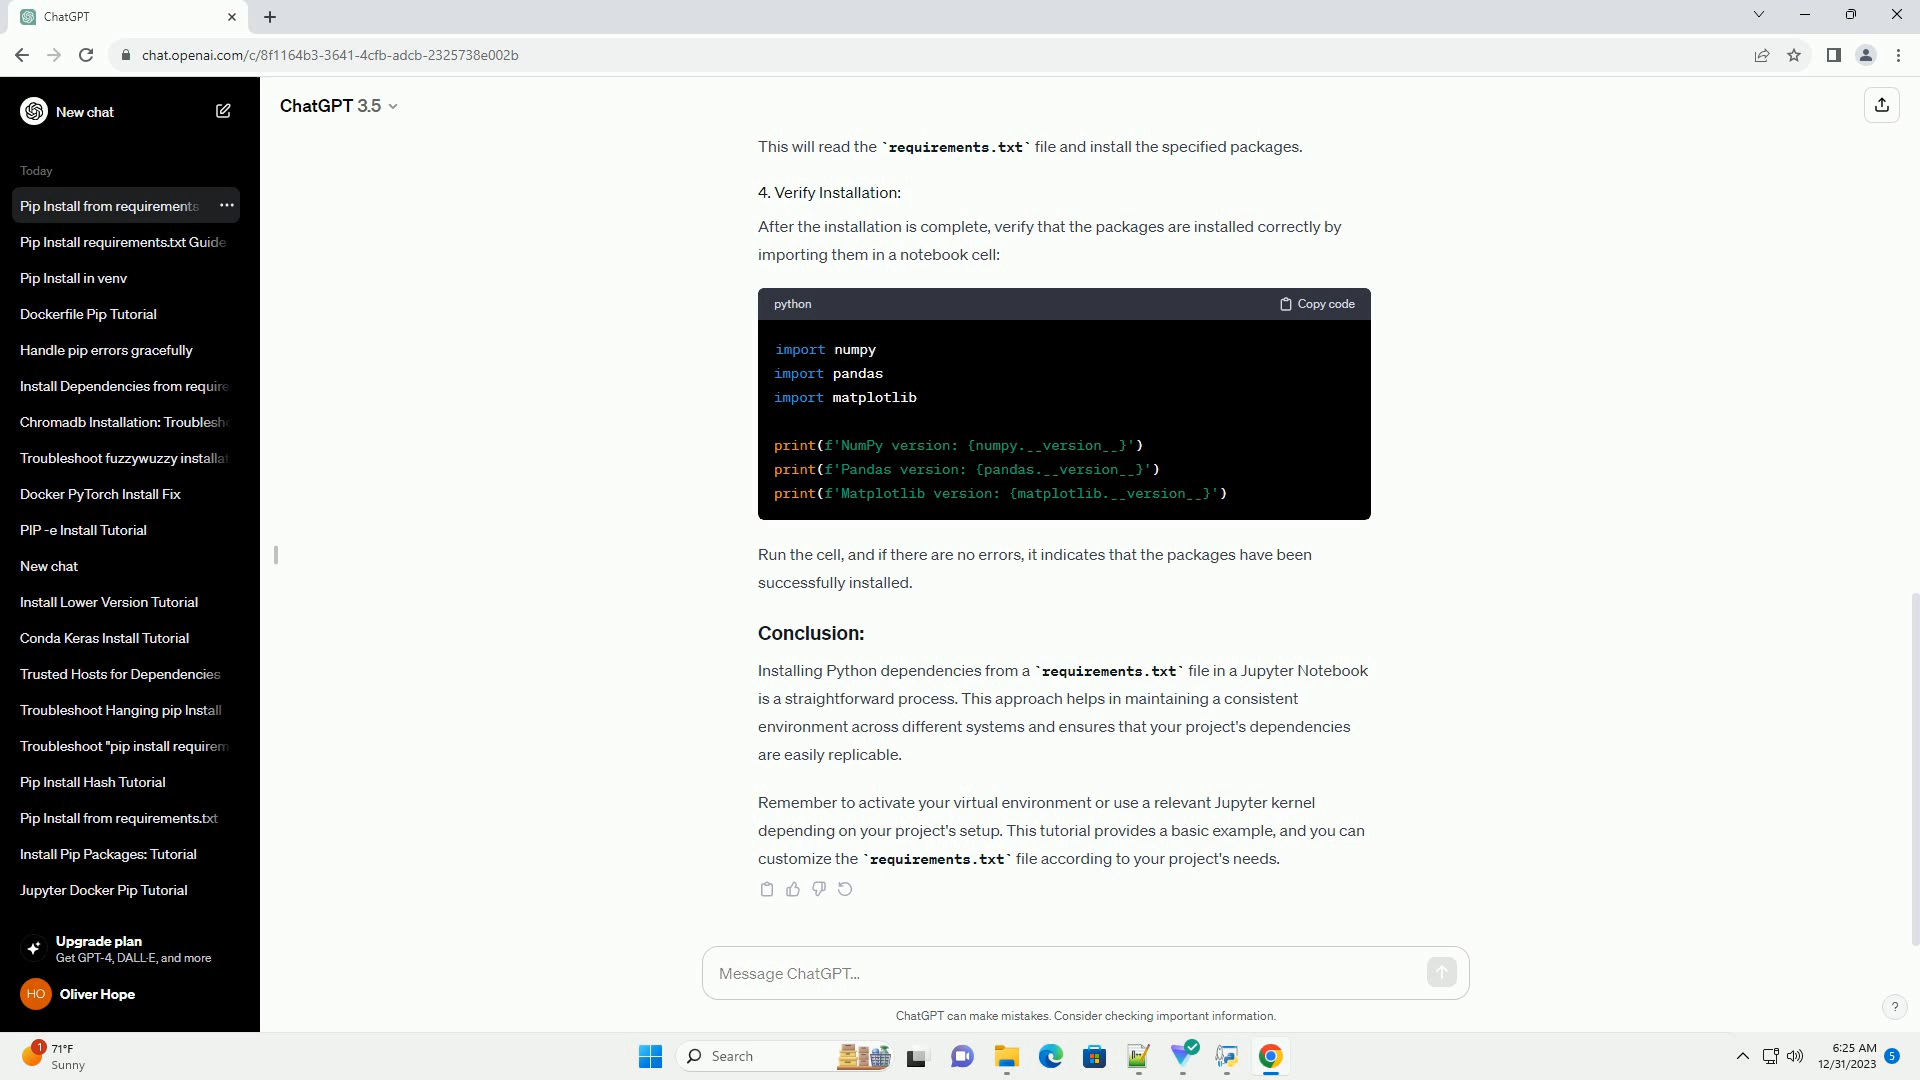 ChatGPT
chat.openai.com/c/8f1164b3-3641-4cfb-adcb-2325738e002b
New chat
Today
Pip Install from requirements
Pip Install requirements.txt Guide
Pip Install in venv
Dockerfile Pip Tutorial
Handle pip errors gracefully
Install Dependencies from require
Chromadb Installation: Troublesh
Troubleshoot fuzzywuzzy installat
Docker PyTorch Install Fix
PIP -e Install Tutorial
New chat
Install Lower Version Tutorial
Conda Keras Install Tutorial
Trusted Hosts for Dependencies
Troubleshoot Hanging pip Install
Troubleshoot "pip install requirem
Pip Install Hash Tutorial
Pip Install from requirements.txt
Install Pip Packages: Tutorial
Jupyter Docker Pip Tutorial
Upgrade plan
Get GPT-4, DALL·E, and more
HO
Oliver Hope
ChatGPT 3.5
This will read the `requirements.txt` file and install the specified packages.
4. Verify Installation:
After the installation is complete, verify that the packages are installed correctly by
importing them in a notebook cell:
python
Copy code
import numpy
import pandas
import matplotlib
print(f'NumPy version: {numpy.__version__}')
print(f'Pandas version: {pandas.__version__}')
print(f'Matplotlib version: {matplotlib.__version__}')
Run the cell, and if there are no errors, it indicates that the packages have been
successfully installed.
Conclusion:
Installing Python dependencies from a `requirements.txt` file in a Jupyter Notebook
is a straightforward process. This approach helps in maintaining a consistent
environment across different systems and ensures that your project's dependencies
are easily replicable.
Remember to activate your virtual environment or use a relevant Jupyter kernel
depending on your project's setup. This tutorial provides a basic example, and you can
customize the `requirements.txt` file according to your project's needs.
Message ChatGPT...
ChatGPT can make mistakes. Consider checking important information.
?
1
71°F
Sunny
Search
6:25 AM
12/31/2023
5